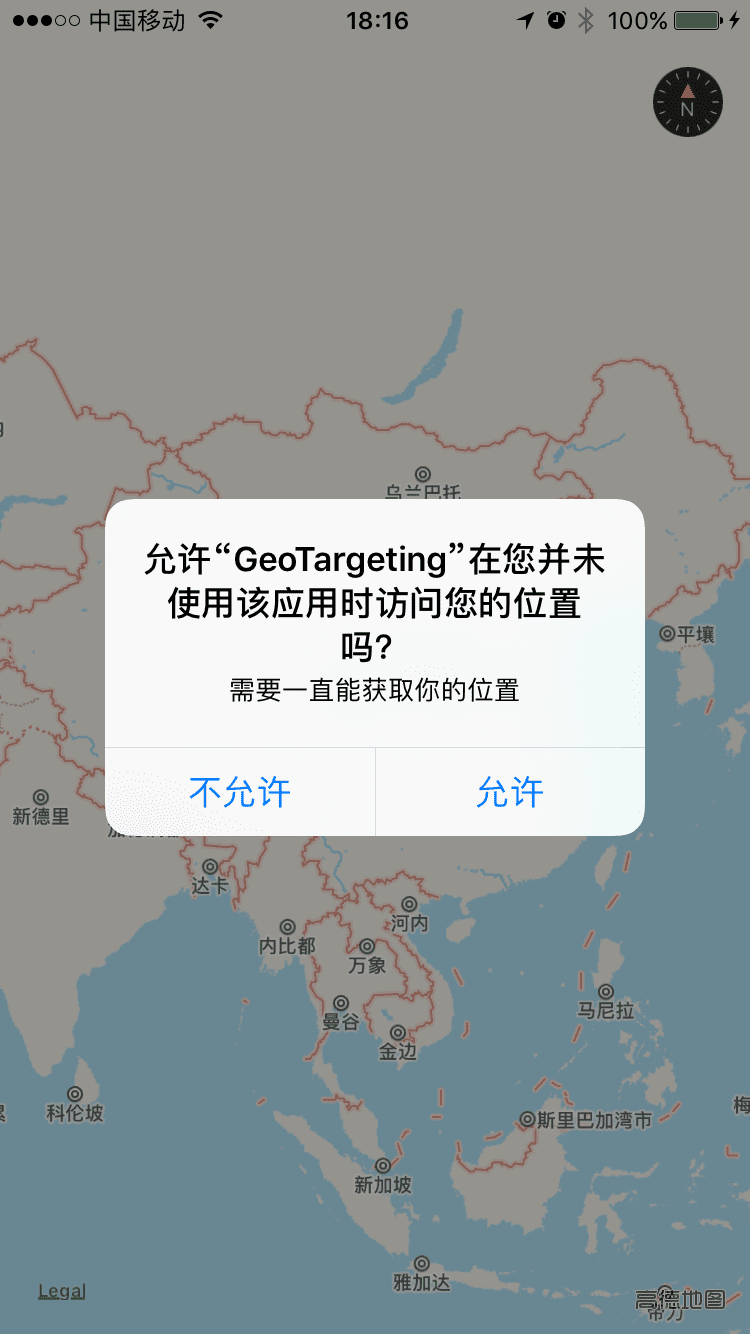 中国移动
18:16
100%
N
乌兰巴托
允许“GeoTargeting”在您并未
使用该应用时访问您的位置
吗?
需要一直能获取你的位置
不允许
允许
平壤
新德里
达卡
河内
内比都
万象
马尼拉
曼谷
金边
科伦坡
斯里巴加湾市
梅
新加坡
雅加达
Legal
高德地图
帝力